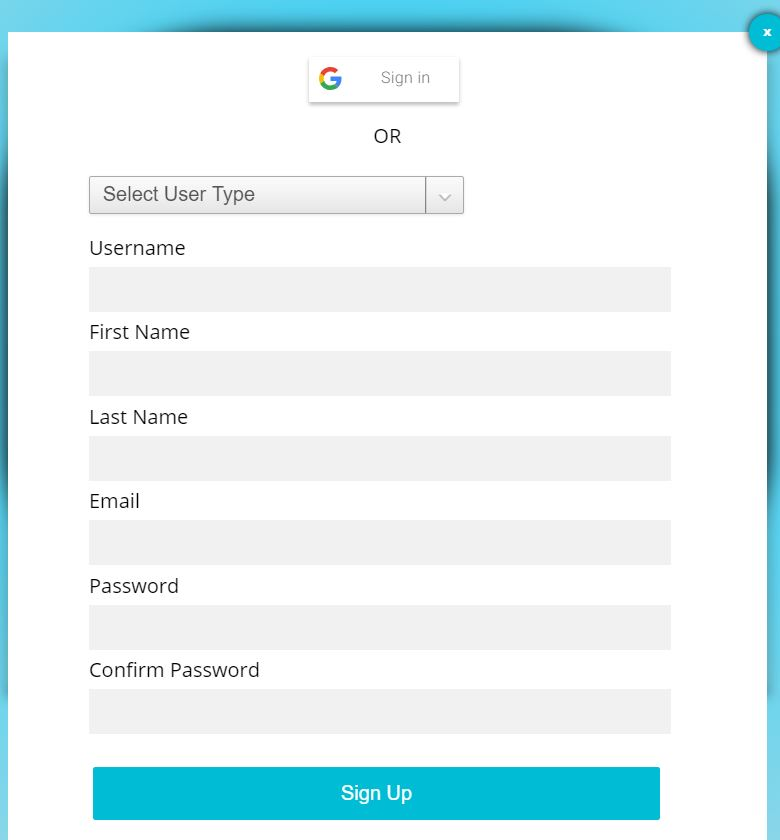 x
Sign in
OR
Select User Type
Username
First Name
Last Name
Email
Password
Confirm Password
Sign Up